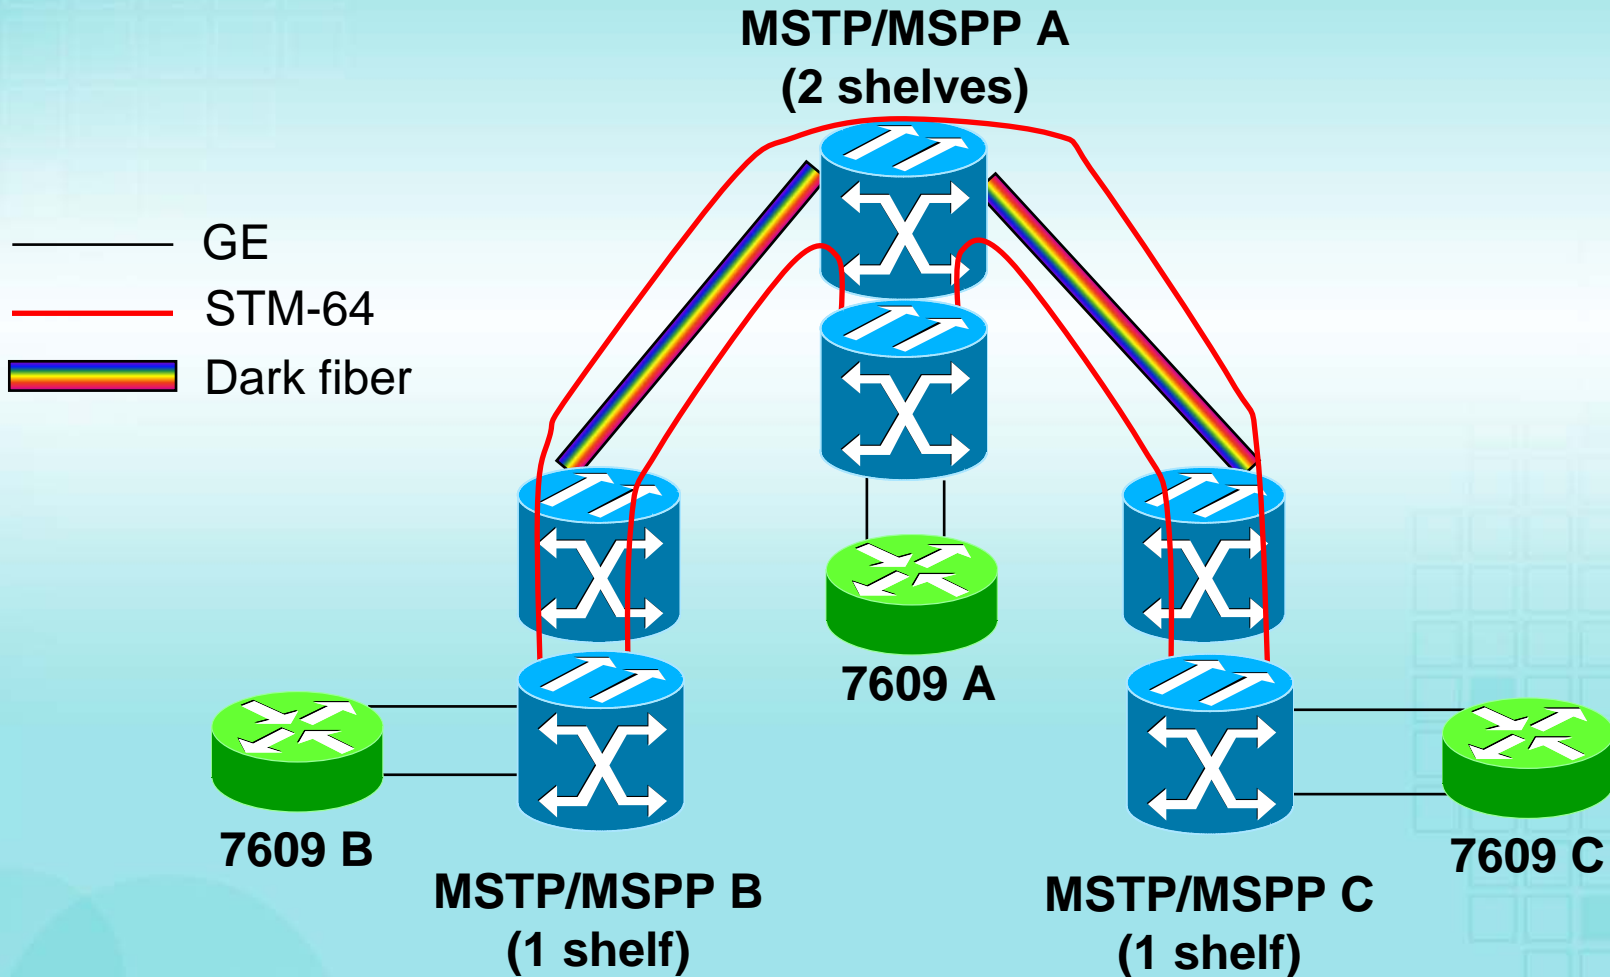 MSTP/MSPP A
(2 shelves)
GE
STM-64
Dark fiber
7609 A
7609 B
7609 C
MSTP/MSPP B
(1 shelf)
MSTP/MSPP C
(1 shelf)